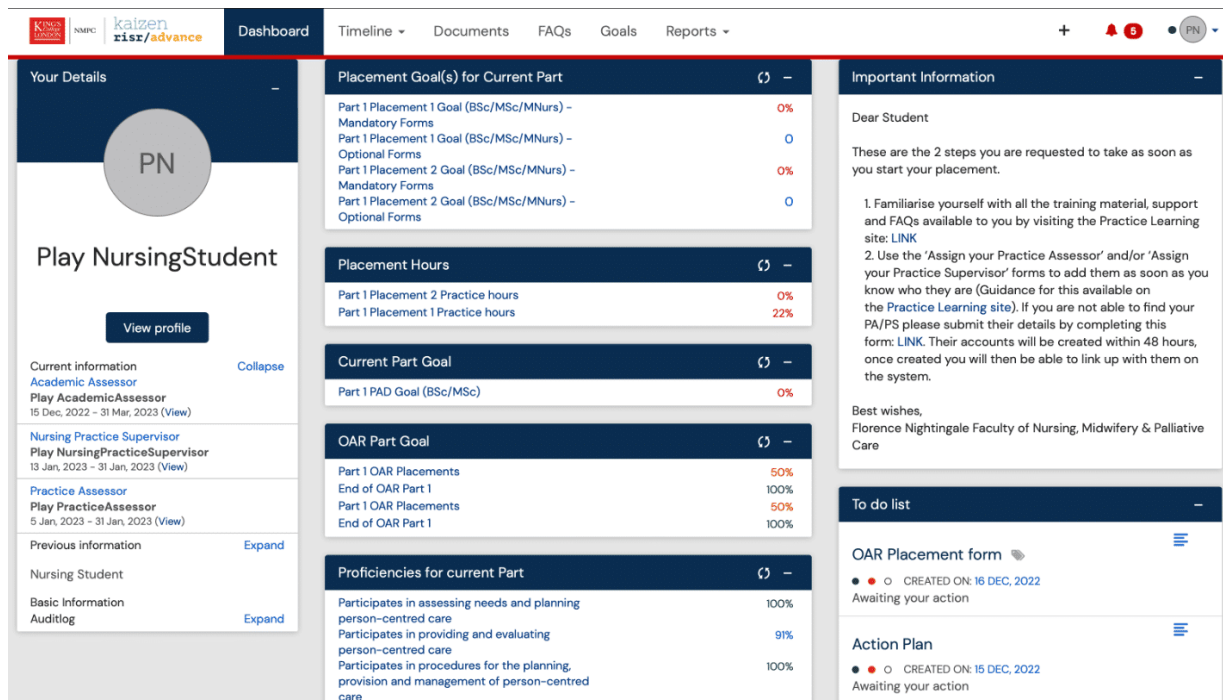 KING'S
College
LONDON
NMPC
kaizen
risr/advance
Dashboard
Timeline
Documents
FAQs
Goals
Reports
+
5
PN
Your Details
PN
Play NursingStudent
View profile
Current information Collapse
Academic Assessor
Play AcademicAssessor
15 Dec, 2022 - 31 Mar, 2023 (View)
Nursing Practice Supervisor
Play NursingPracticeSupervisor
13 Jan, 2023 - 31 Jan, 2023 (View)
Practice Assessor
Play PracticeAssessor
5 Jan, 2023 - 31 Jan, 2023 (View)
Previous information Expand
Nursing Student
Basic Information
Auditlog Expand
Placement Goal(s) for Current Part
Part 1 Placement 1 Goal (BSc/MSc/MNurs) - 0%
Mandatory Forms
Part 1 Placement 1 Goal (BSc/MSc/MNurs) - 0
Optional Forms
Part 1 Placement 2 Goal (BSc/MSc/MNurs) - 0%
Mandatory Forms
Part 1 Placement 2 Goal (BSc/MSc/MNurs) - 0
Optional Forms
Placement Hours
Part 1 Placement 2 Practice hours 0%
Part 1 Placement 1 Practice hours 22%
Current Part Goal
Part 1 PAD Goal (BSc/MSc) 0%
OAR Part Goal
Part 1 OAR Placements 50%
End of OAR Part 1 100%
Part 1 OAR Placements 50%
End of OAR Part 1 100%
Proficiencies for current Part
Participates in assessing needs and planning 100%
person-centred care
Participates in providing and evaluating 91%
person-centred care
Participates in procedures for the planning, 100%
provision and management of person-centred
care
Important Information
Dear Student
These are the 2 steps you are requested to take as soon as
you start your placement.
1. Familiarise yourself with all the training material, support
and FAQs available to you by visiting the Practice Learning
site: LINK
2. Use the 'Assign your Practice Assessor' and/or 'Assign
your Practice Supervisor' forms to add them as soon as you
know who they are (Guidance for this available on
the Practice Learning site). If you are not able to find your
PA/PS please submit their details by completing this
form: LINK. Their accounts will be created within 48 hours,
once created you will then be able to link up with them on
the system.
Best wishes,
Florence Nightingale Faculty of Nursing, Midwifery & Palliative
Care
To do list
OAR Placement form
CREATED ON: 16 DEC, 2022
Awaiting your action
Action Plan
CREATED ON: 15 DEC, 2022
Awaiting your action